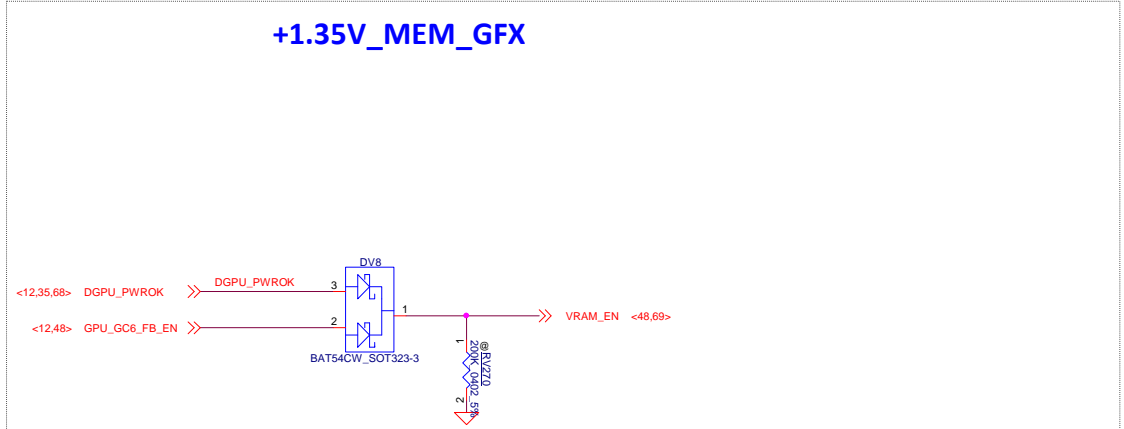 +1.35V_MEM_GFX
DV8
<12,35,68> DGPU_PWROK DGPU_PWROK 3
1
VRAM_EN <48,69>
<12,48> GPU_GC6_FB_EN 2
BAT54CW_SOT323-3
1
@ RV270
200K_0402_5%
2